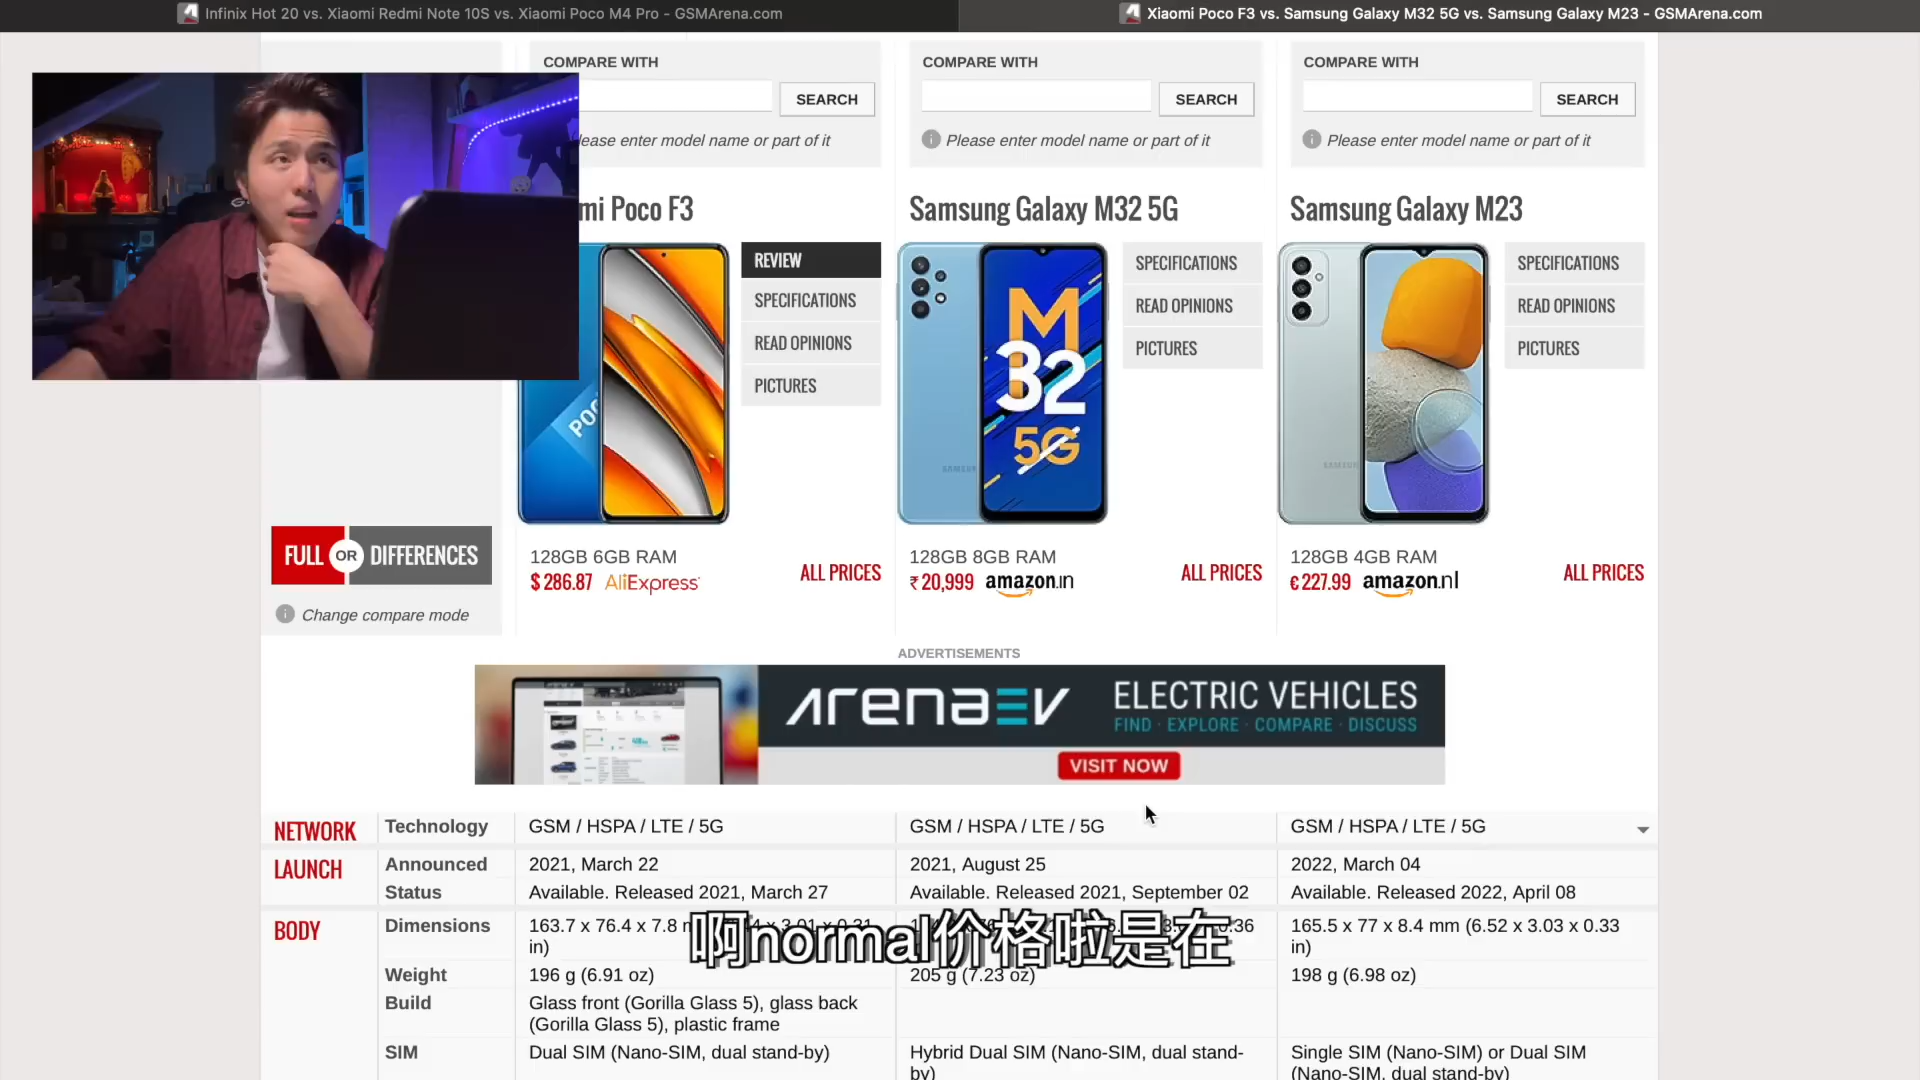 Infinix Hot 20 vs. Xiaomi Redmi Note 10S vs. Xiaomi Poco M4 Pro - GSMArena.com
Xiaomi Poco F3 vs. Samsung Galaxy M32 5G vs. Samsung Galaxy M23 - GSMArena.com
COMPARE WITH
COMPARE WITH
COMPARE WITH
SEARCH
SEARCH
SEARCH
lease enter model name or part of it
Please enter model name or part of it
Please enter model name or part of it
mi Poco F3
Samsung Galaxy M32 5G
Samsung Galaxy M23
REVIEW
SPECIFICATIONS
READ OPINIONS
PICTURES
SPECIFICATIONS
READ OPINIONS
PICTURES
SPECIFICATIONS
READ OPINIONS
PICTURES
M
32
5G
SAMSUNG
SAMSUNG
FULL OR DIFFERENCES
Change compare mode
128GB 6GB RAM
$ 286.87 AliExpress
ALL PRICES
128GB 8GB RAM
₹ 20,999 amazon.in
ALL PRICES
128GB 4GB RAM
€ 227.99 amazon.nl
ALL PRICES
ADVERTISEMENTS
arenaEV
ELECTRIC VEHICLES
FIND · EXPLORE · COMPARE · DISCUSS
VISIT NOW
NETWORK Technology GSM / HSPA / LTE / 5G GSM / HSPA / LTE / 5G GSM / HSPA / LTE / 5G
LAUNCH Announced 2021, March 22 2021, August 25 2022, March 04
Status Available. Released 2021, March 27 Available. Released 2021, September 02 Available. Released 2022, April 08
BODY Dimensions 163.7 x 76.4 x 7.8 165.5 x 77 x 8.4 mm (6.52 x 3.03 x 0.33
in) in)
啊normal价格啦是在
Weight 196 g (6.91 oz) 205 g (7.23 oz) 198 g (6.98 oz)
Build Glass front (Gorilla Glass 5), glass back
(Gorilla Glass 5), plastic frame
SIM Dual SIM (Nano-SIM, dual stand-by) Hybrid Dual SIM (Nano-SIM, dual stand- Single SIM (Nano-SIM) or Dual SIM
by) (Nano-SIM, dual stand-by)